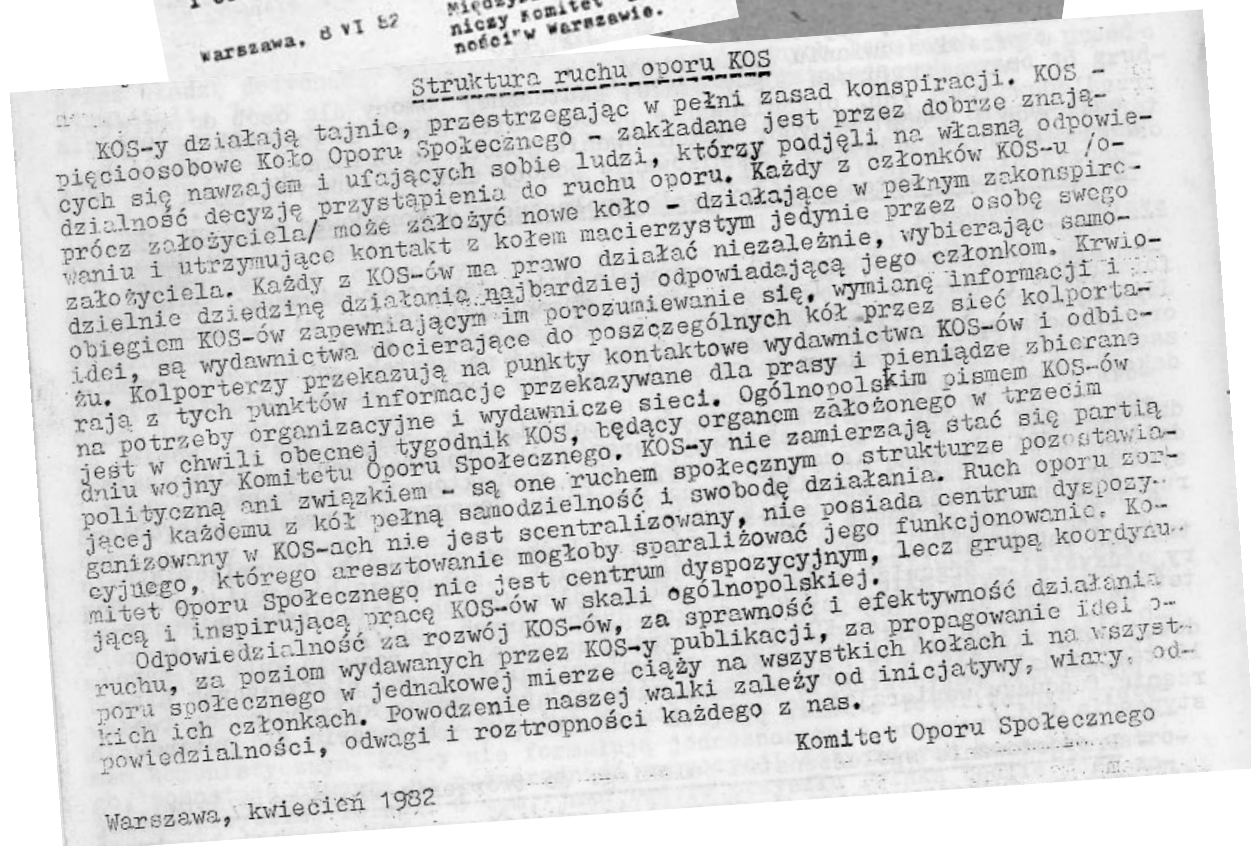 Warszawa, 8 VI 82
niczy Komitet
ności"w Warszawie.
Struktura ruchu oporu KOS
KOS-y działają tajnie, przestrzegając w pełni zasad konspiracji. KOS -
pięcioosobowe Koło Oporu Społecznego - zakładane jest przez dobrze znają-
cych się nawzajem i ufających sobie ludzi, którzy podjęli na własną odpowie-
dzialność decyzję przystąpienia do ruchu oporu. Każdy z członków KOS-u /o-
prócz założyciela/ może założyć nowe koło - działające w pełnym zakonspiro-
waniu i utrzymujące kontakt z kołem macierzystym jedynie przez osobę swego
założyciela. Każdy z KOS-ów ma prawo działać niezależnie, wybierając samo-
dzielnie dziedzinę działania najbardziej odpowiadającą jego członkom. Krwio-
obiegiem KOS-ów zapewniającym im porozumiewanie się, wymianę informacji i
idei, są wydawnictwa docierające do poszczególnych kół przez sieć kolporta-
żu. Kolporterzy przekazują na punkty kontaktowe wydawnictwa KOS-ów i odbie-
rają z tych punktów informacje przekazywane dla prasy i pieniądze zbierane
na potrzeby organizacyjne i wydawnicze sieci. Ogólnopolskim pismem KOS-ów
jest w chwili obecnej tygodnik KOS, będący organem założonego w trzecim
dniu wojny Komitetu Oporu Społecznego. KOS-y nie zamierzają stać się partią
polityczną ani związkiem - są one ruchem społecznym o strukturze pozostawia-
jącej każdemu z kół pełną samodzielność i swobodę działania. Ruch oporu zor-
ganizowany w KOS-ach nie jest scentralizowany, nie posiada centrum dyspozy-
cyjnego, którego aresztowanie mogłoby sparaliżować jego funkcjonowanie. Ko-
mitet Oporu Społecznego nie jest centrum dyspozycyjnym, lecz grupą koordynu-
jącą i inspirującą pracę KOS-ów w skali ogólnopolskiej.
Odpowiedzialność za rozwój KOS-ów, za sprawność i efektywność działania
ruchu, za poziom wydawanych przez KOS-y publikacji, za propagowanie idei o-
poru społecznego w jednakowej mierze ciąży na wszystkich kołach i na wszyst-
kich ich członkach. Powodzenie naszej walki zależy od inicjatywy, wiary, od-
powiedzialności, odwagi i roztropności każdego z nas.
Komitet Oporu Społecznego
Warszawa, kwiecień 1982